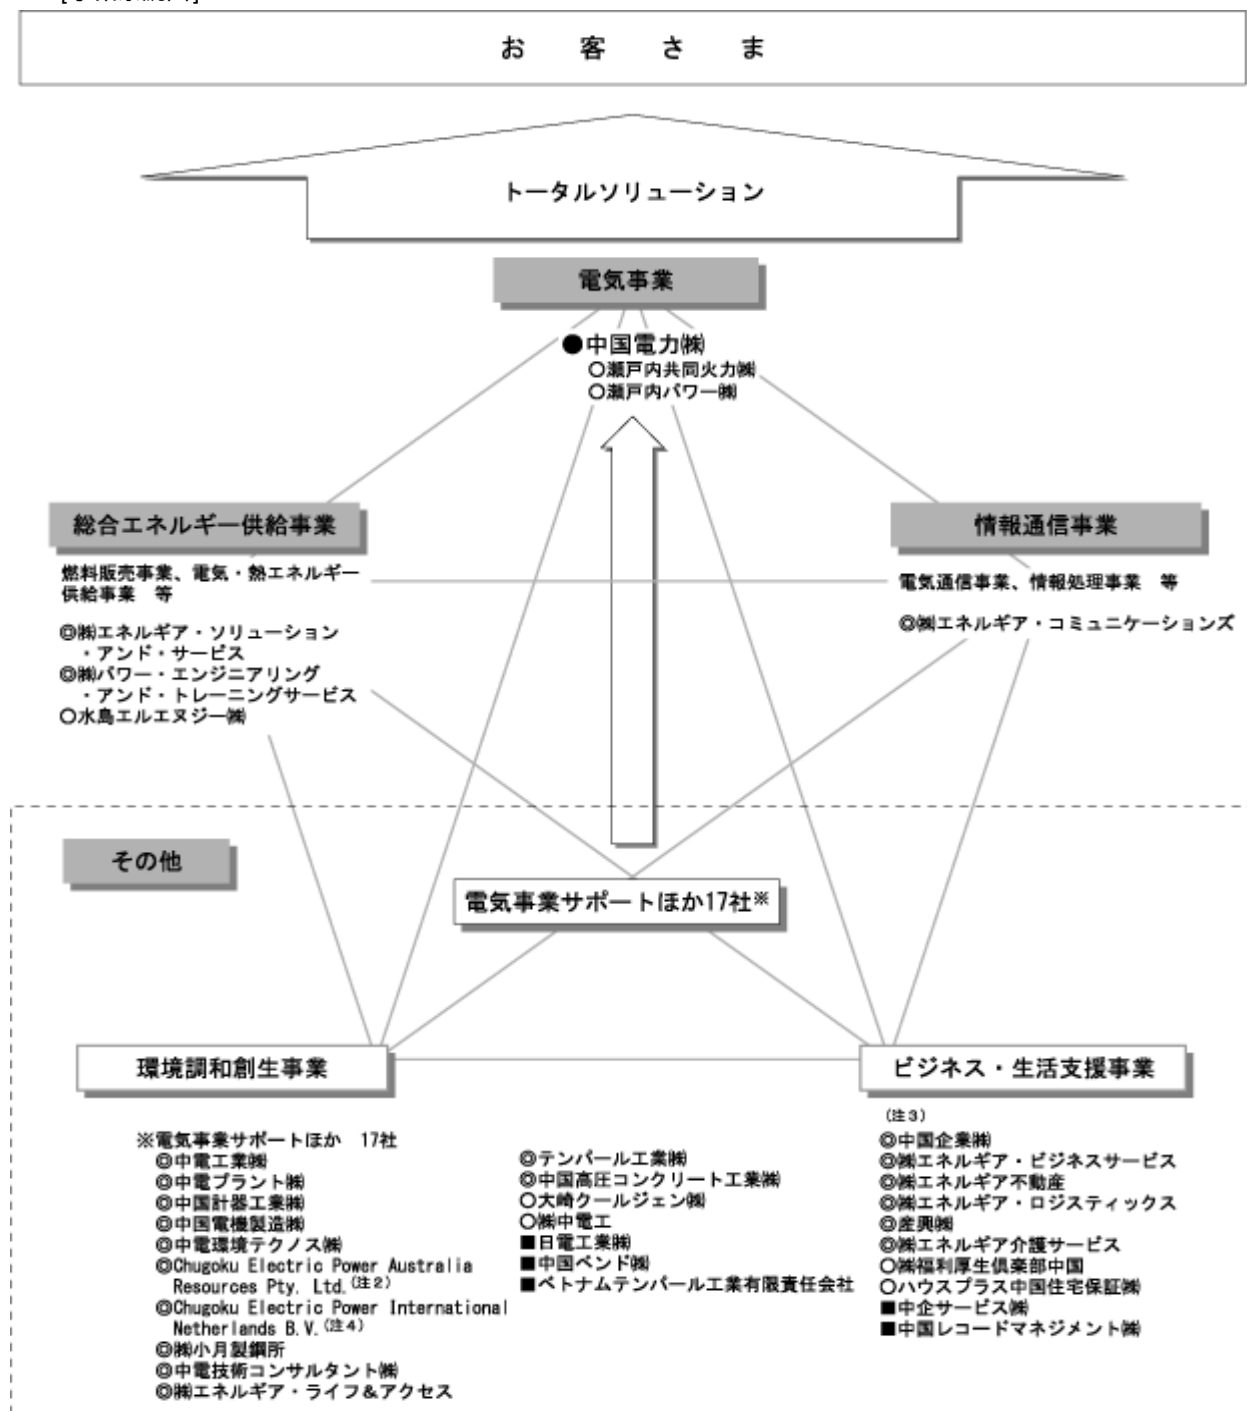 お客さま
トータルソリューション
電気事業
●中国電力㈱
○瀬戸内共同火力㈱
○瀬戸内パワー㈱
総合エネルギー供給事業
燃料販売事業、電気・熱エネルギー
供給事業　等
◎㈱エネルギア・ソリューション
・アンド・サービス
◎㈱パワー・エンジニアリング
・アンド・トレーニングサービス
○水島エルエヌジー㈱
情報通信事業
電気通信事業、情報処理事業　等
◎㈱エネルギア・コミュニケーションズ
その他
電気事業サポートほか17社※
環境調和創生事業
ビジネス・生活支援事業
※電気事業サポートほか　17社
◎中電工業㈱
◎中電プラント㈱
◎中国計器工業㈱
◎中国電機製造㈱
◎中電環境テクノス㈱
◎Chugoku Electric Power Australia
Resources Pty. Ltd.(注２)
◎Chugoku Electric Power International
Netherlands B.V.(注４)
◎㈱小月製鋼所
◎中電技術コンサルタント㈱
◎㈱エネルギア・ライフ＆アクセス
◎テンパール工業㈱
◎中国高圧コンクリート工業㈱
○大崎クールジェン㈱
○㈱中電工
■日電工業㈱
■中国ペンド㈱
■ベトナムテンパール工業有限責任会社
(注３)
◎中国企業㈱
◎㈱エネルギア・ビジネスサービス
◎㈱エネルギア不動産
◎㈱エネルギア・ロジスティックス
◎産興㈱
◎㈱エネルギア介護サービス
○㈱福利厚生倶楽部中国
○ハウスプラス中国住宅保証㈱
■中企サービス㈱
■中国レコードマネジメント㈱